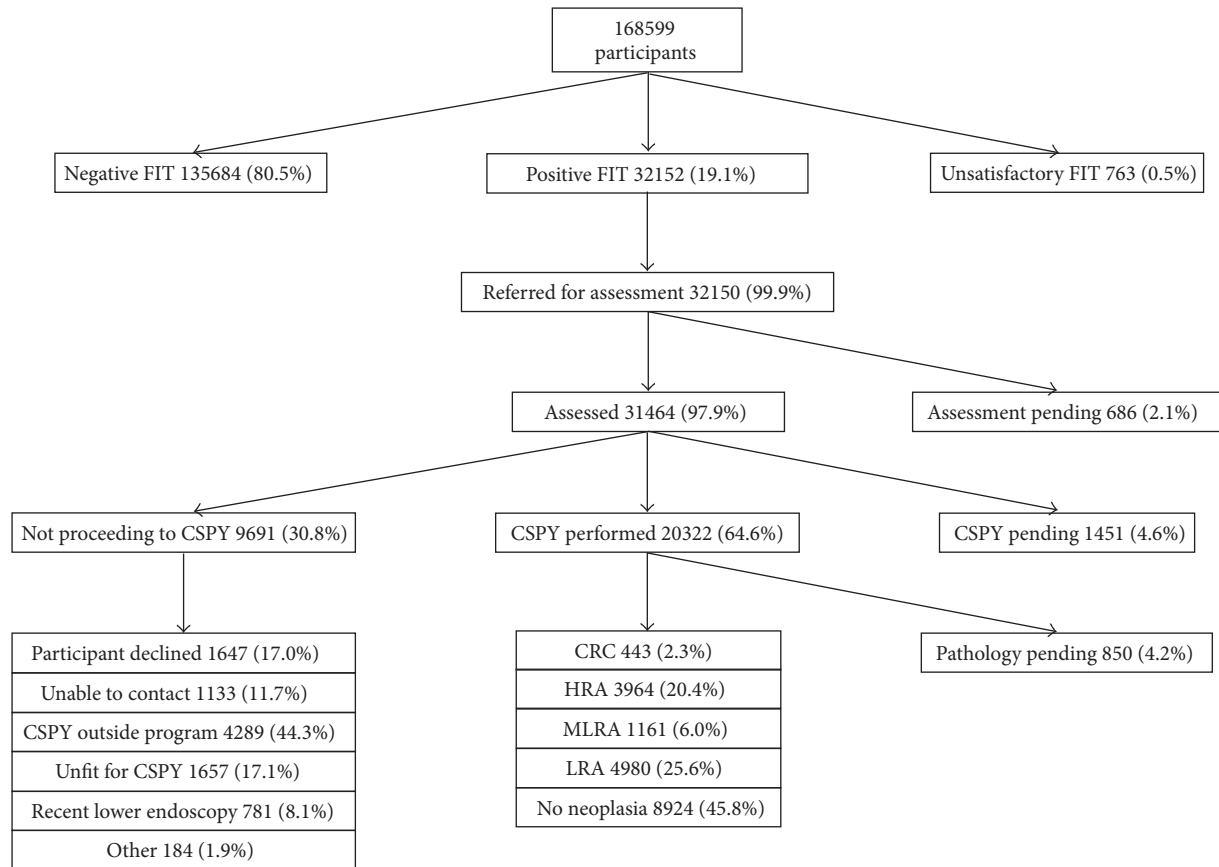 168599
participants
Negative FIT 135684 (80.5%)
Positive FIT 32152 (19.1%)
Unsatisfactory FIT 763 (0.5%)
Referred for assessment 32150 (99.9%)
Assessed 31464 (97.9%)
Assessment pending 686 (2.1%)
Not proceeding to CSPY 9691 (30.8%)
CSPY performed 20322 (64.6%)
CSPY pending 1451 (4.6%)
Participant declined 1647 (17.0%)
Unable to contact 1133 (11.7%)
CSPY outside program 4289 (44.3%)
Unfit for CSPY 1657 (17.1%)
Recent lower endoscopy 781 (8.1%)
Other 184 (1.9%)
CRC 443 (2.3%)
HRA 3964 (20.4%)
MLRA 1161 (6.0%)
LRA 4980 (25.6%)
No neoplasia 8924 (45.8%)
Pathology pending 850 (4.2%)